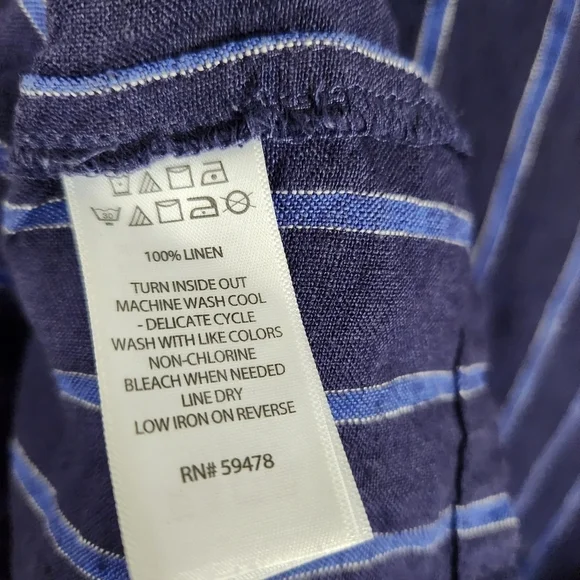 30
100% LINEN
TURN INSIDE OUT
MACHINE WASH COOL
- DELICATE CYCLE
WASH WITH LIKE COLORS
NON-CHLORINE
BLEACH WHEN NEEDED
LINE DRY
LOW IRON ON REVERSE
RN# 59478